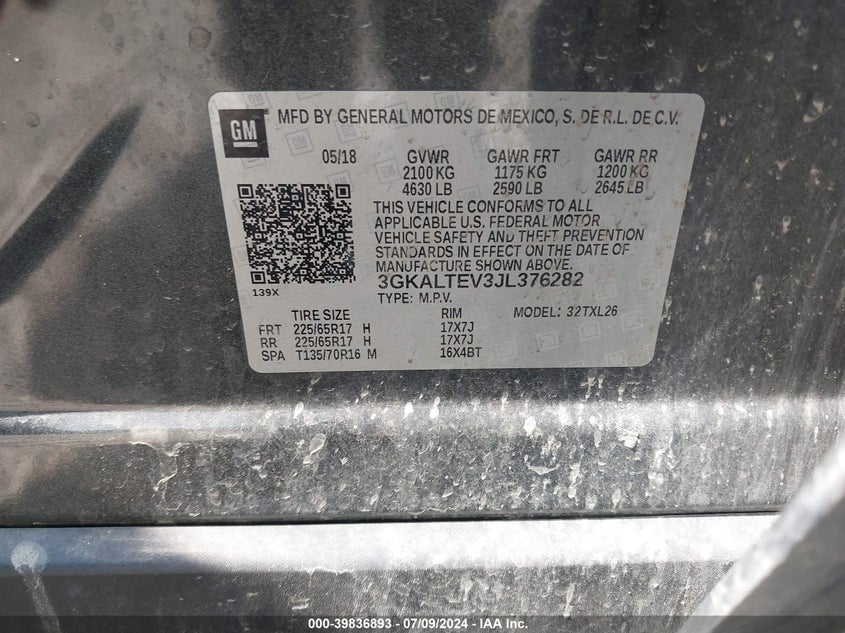 GM
MFD BY GENERAL MOTORS DE MEXICO, S. DE R.L. DE C.V.
05/18 GVWR GAWR FRT GAWR RR
2100 KG 1175 KG 1200 KG
4630 LB 2590 LB 2645 LB
THIS VEHICLE CONFORMS TO ALL
APPLICABLE U.S. FEDERAL MOTOR
VEHICLE SAFETY AND THEFT PREVENTION
STANDARDS IN EFFECT ON THE DATE OF
MANUFACTURE SHOWN ABOVE.
139X
3GKALTEV3JL376282
TYPE: M.P.V.
TIRE SIZE RIM MODEL: 32TXL26
FRT 225/65R17 H 17X7J
RR 225/65R17 H 17X7J
SPA T135/70R16 M 16X4BT
000-39836893 / 07/09/2024 - IAA Inc.